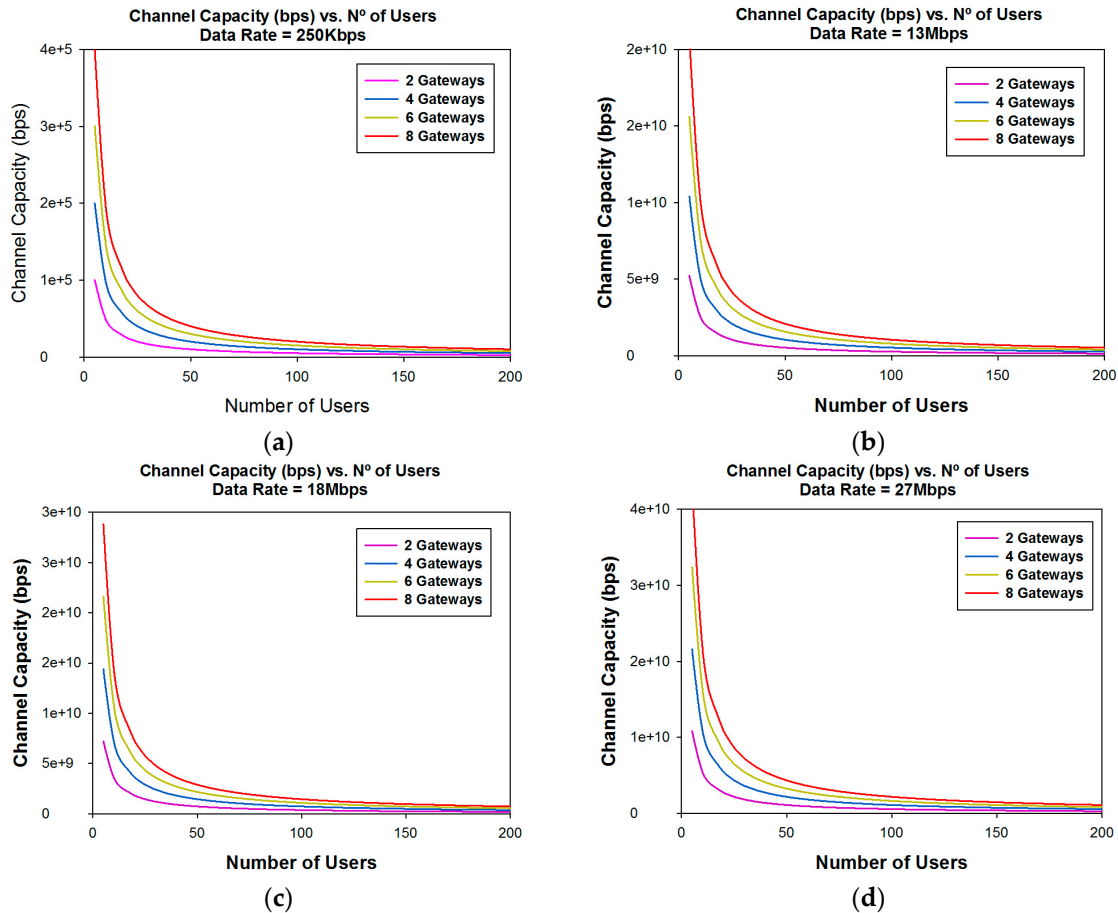 Channel Capacity (bps) vs. Nº of Users
Data Rate = 250Kbps
4e+5
3e+5
2e+5
1e+5
0
Channel Capacity (bps)
2 Gateways
4 Gateways
6 Gateways
8 Gateways
0
50
100
150
200
Number of Users
(a)
Channel Capacity (bps) vs. Nº of Users
Data Rate = 13Mbps
2e+10
2e+10
1e+10
5e+9
0
Channel Capacity (bps)
2 Gateways
4 Gateways
6 Gateways
8 Gateways
0
50
100
150
200
Number of Users
(b)
Channel Capacity (bps) vs. Nº of Users
Data Rate = 18Mbps
3e+10
3e+10
2e+10
2e+10
1e+10
5e+9
0
Channel Capacity (bps)
2 Gateways
4 Gateways
6 Gateways
8 Gateways
0
50
100
150
200
Number of Users
(c)
Channel Capacity (bps) vs. Nº of Users
Data Rate = 27Mbps
4e+10
3e+10
2e+10
1e+10
0
Channel Capacity (bps)
2 Gateways
4 Gateways
6 Gateways
8 Gateways
0
50
100
150
200
Number of Users
(d)